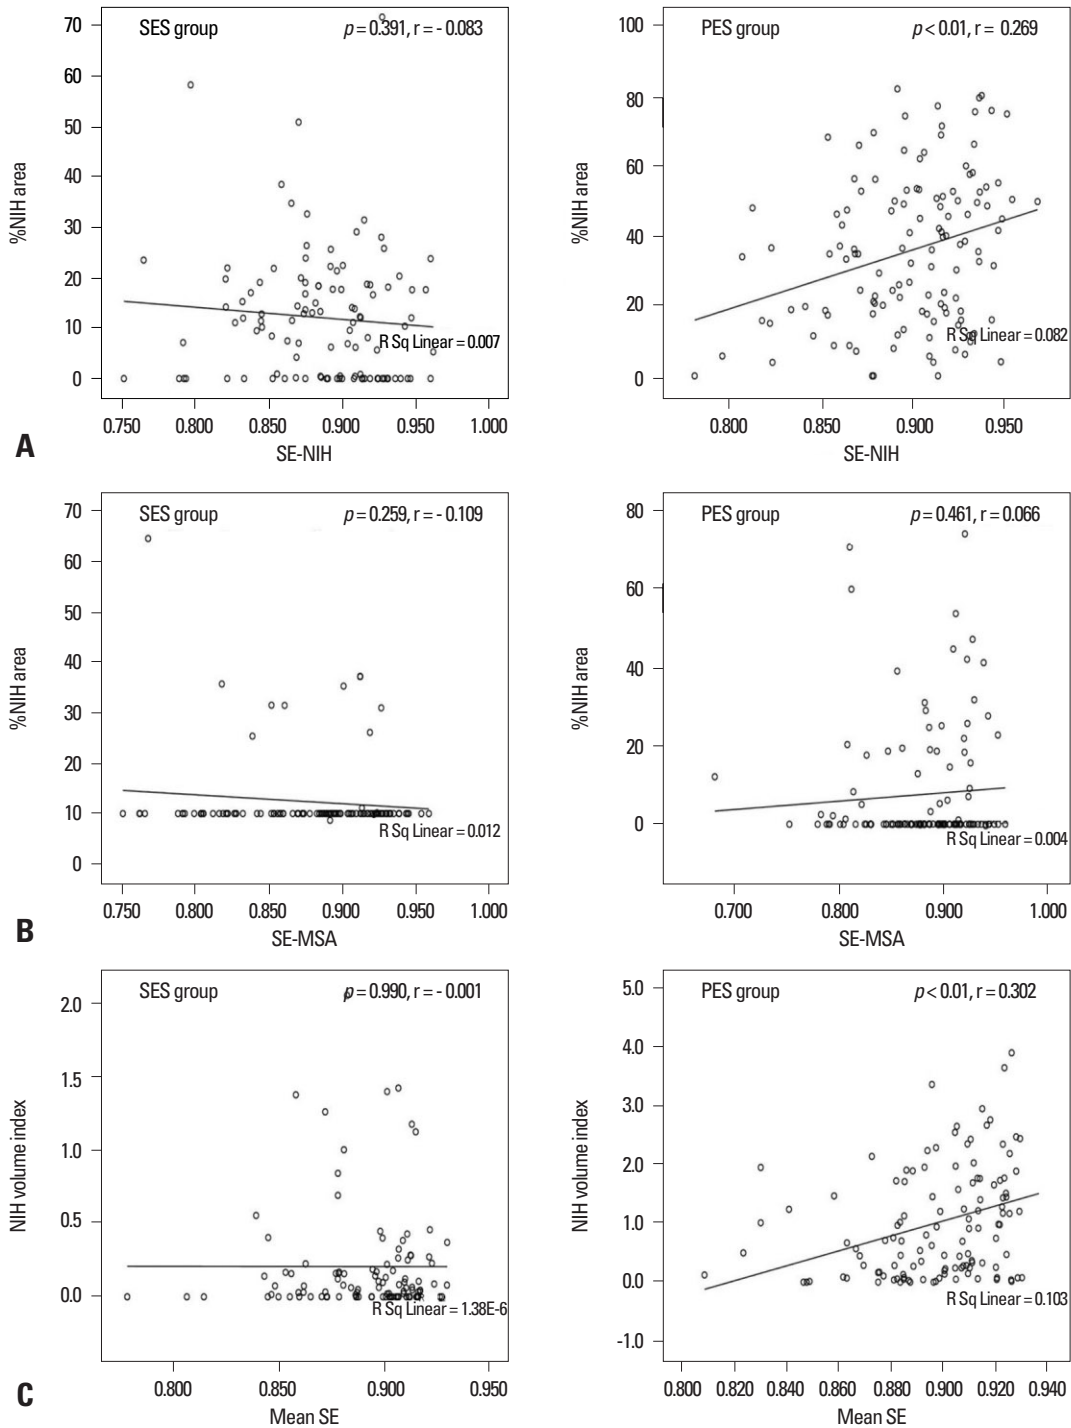 SES group
p = 0.391, r = - 0.083
%NIH area
70
60
50
40
30
20
10
0
R Sq Linear = 0.007
0.750 0.800 0.850 0.900 0.950 1.000
SE-NIH
PES group
p < 0.01, r = 0.269
%NIH area
100
80
60
40
20
0
R Sq Linear = 0.082
0.800 0.850 0.900 0.950
SE-NIH
A
SES group
p = 0.259, r = - 0.109
%NIH area
70
60
50
40
30
20
10
0
R Sq Linear = 0.012
0.750 0.800 0.850 0.900 0.950 1.000
SE-MSA
PES group
p = 0.461, r = 0.066
%NIH area
80
60
40
20
0
R Sq Linear = 0.004
0.700 0.800 0.900 1.000
SE-MSA
B
SES group
p = 0.990, r = - 0.001
NIH volume index
2.0
1.5
1.0
0.5
0.0
R Sq Linear = 1.38E-6
0.800 0.850 0.900 0.950
Mean SE
PES group
p < 0.01, r = 0.302
NIH volume index
5.0
4.0
3.0
2.0
1.0
0.0
-1.0
R Sq Linear = 0.103
0.800 0.820 0.840 0.860 0.880 0.900 0.920 0.940
Mean SE
C